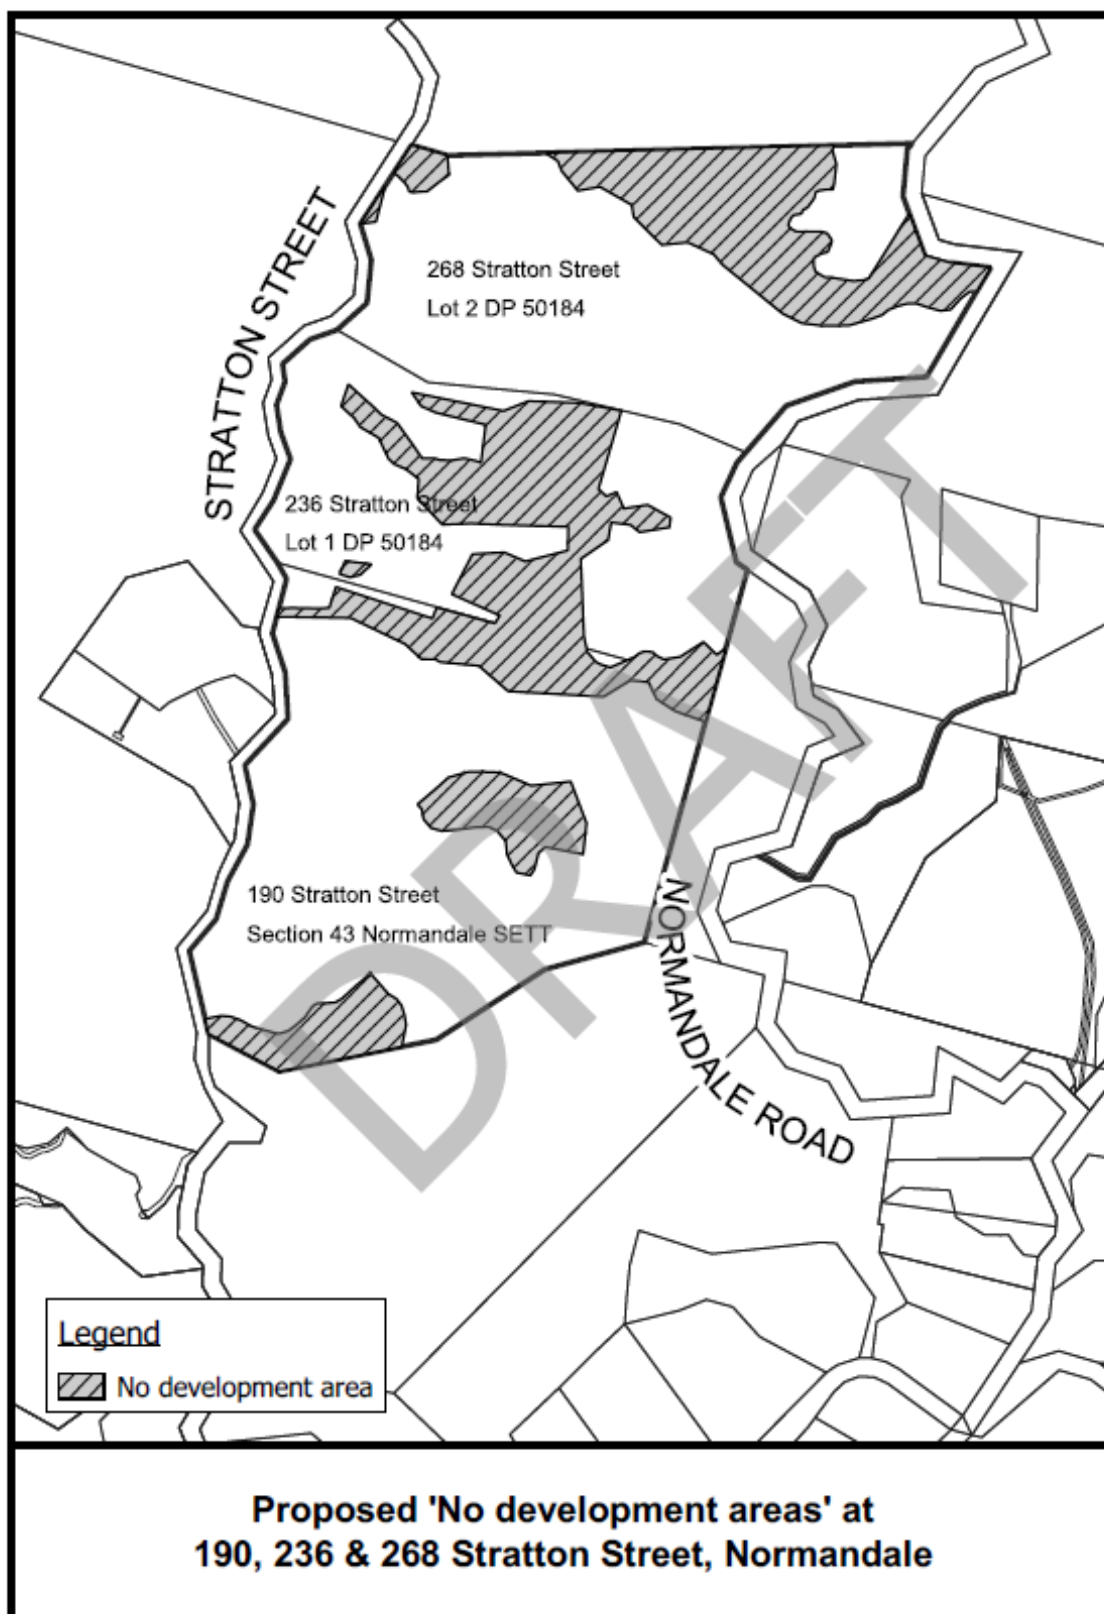 STRATTON STREET
268 Stratton Street
Lot 2 DP 50184
236 Stratton Street
Lot 1 DP 50184
190 Stratton Street
Section 43 Normandale SETT
NORMANDALE ROAD
DRAFT
Legend
No development area
Proposed 'No development areas' at
190, 236 & 268 Stratton Street, Normandale